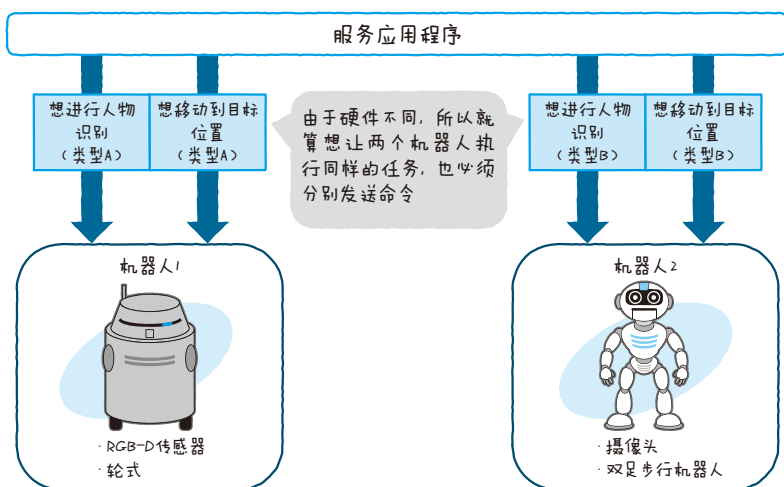 服务应用程序
想进行人物
识别
（类型A）
想移动到目标
位置
（类型A）
由于硬件不同，所以就
算想让两个机器人执
行同样的任务，也必须
分别发送命令
想进行人物
识别
（类型B）
想移动到目标
位置
（类型B）
机器人1
·RGB-D传感器
·轮式
机器人2
·摄像头
·双足步行机器人